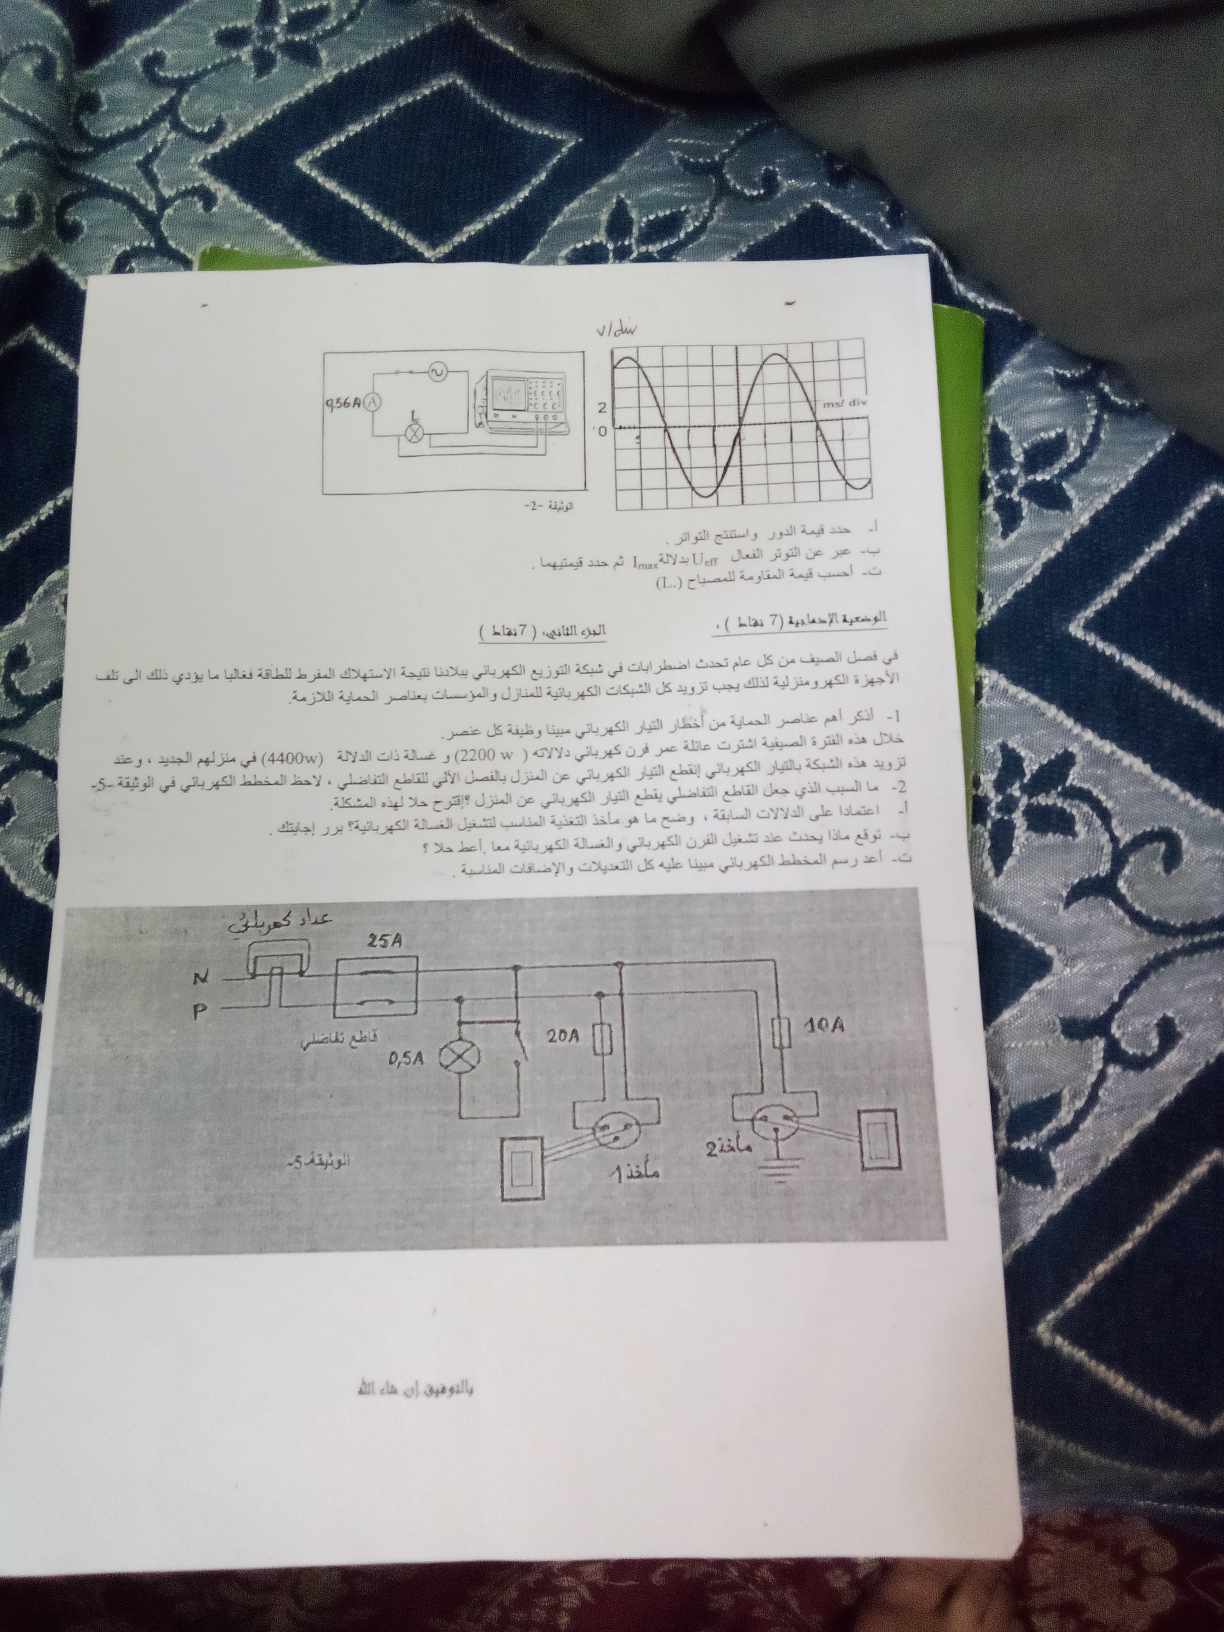 v/div
2
0
ms/ div
5
0,56A
A
L
الوثيقة -2-
أ- حدد قيمة الدور واستنتج التواتر .
ب- عبر عن التوتر الفعال Ueff بدلالة Imax ثم حدد قيمتيهما .
ت- أحسب قيمة المقاومة للمصباح (L).
الوضعية الإدماجية (7 نقاط ) ،
الجزء الثاني، ( 7 نقاط )
في فصل الصيف من كل عام تحدث اضطرابات في شبكة التوزيع الكهربائي ببلادنا نتيجة الاستهلاك المفرط للطاقة فغالبا ما يؤدي ذلك الى تلف
الأجهزة الكهرومنزلية لذلك يجب تزويد كل الشبكات الكهربائية للمنازل والمؤسسات بعناصر الحماية اللازمة.
1- أذكر أهم عناصر الحماية من أخطار التيار الكهربائي مبينا وظيفة كل عنصر.
خلال هذه الفترة الصيفية اشترت عائلة عمر فرن كهربائي دلالاته ( 2200 w) و غسالة ذات الدلالة (4400w) في منزلهم الجديد ، وعند
تزويد هذه الشبكة بالتيار الكهربائي إنقطع التيار الكهربائي عن المنزل بالفصل الآلي للقاطع التفاضلي ، لاحظ المخطط الكهربائي في الوثيقة -5-
2- ما السبب الذي جعل القاطع التفاضلي يقطع التيار الكهربائي عن المنزل ؟إقترح حلا لهذه المشكلة.
أ- اعتمادا على الدلالات السابقة ، وضح ما هو مأخذ التغذية المناسب لتشغيل الغسالة الكهربائية؟ برر إجابتك .
ب- توقع ماذا يحدث عند تشغيل الفرن الكهربائي والغسالة الكهربائية معا .أعط حلا ؟
ت- أعد رسم المخطط الكهربائي مبينا عليه كل التعديلات والإضافات المناسبة .
عداد كهربائي
25A
N
P
قاطع تفاضلي
0,5A
20A
10A
مأخذ1
مأخذ2
الوثيقة-5-
بالتوفيق إن شاء الله